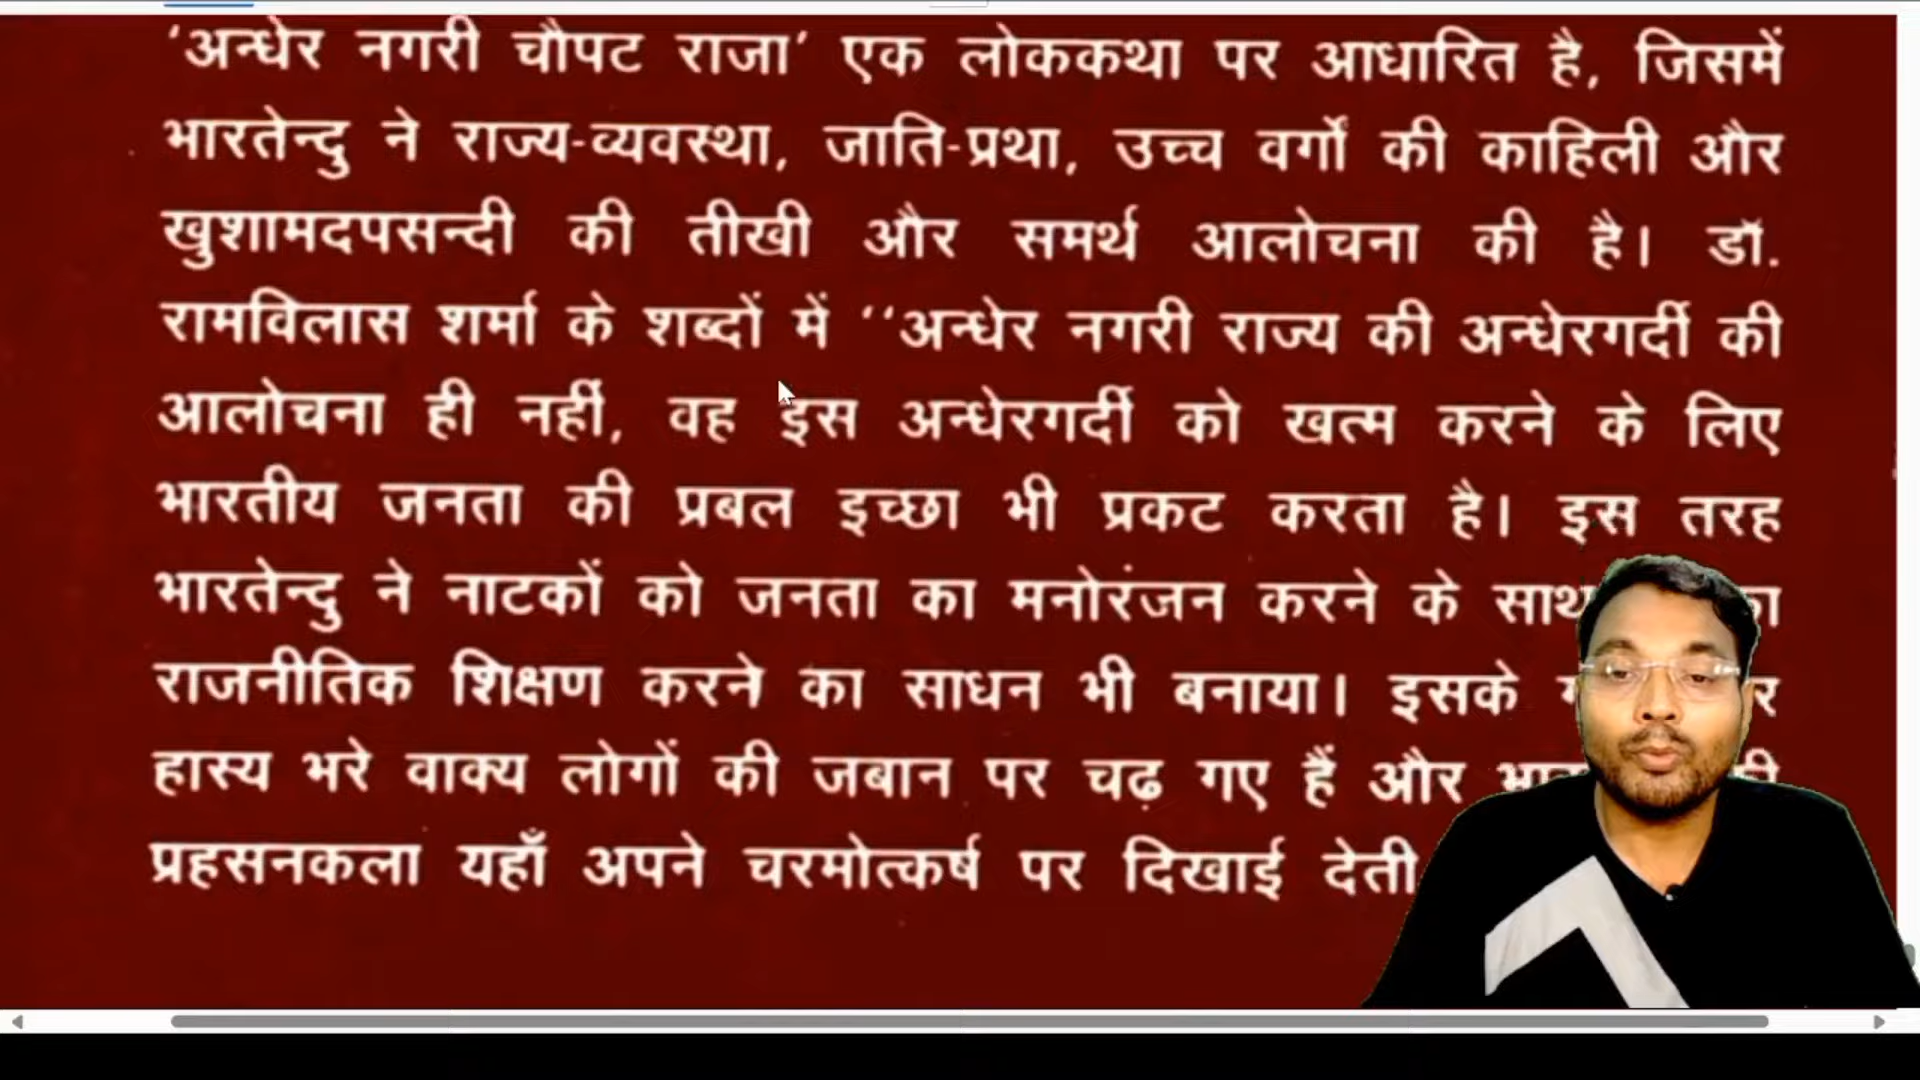 ‘अन्धेर नगरी चौपट राजा’ एक लोककथा पर आधारित है, जिसमें
भारतेन्दु ने राज्य-व्यवस्था, जाति-प्रथा, उच्च वर्गों की काहिली और
खुशामदपसन्दी की तीखी और समर्थ आलोचना की है। डॉ.
रामविलास शर्मा के शब्दों में ‘‘अन्धेर नगरी राज्य की अन्धेरगर्दी की
आलोचना ही नहीं, वह इस अन्धेरगर्दी को खत्म करने के लिए
भारतीय जनता की प्रबल इच्छा भी प्रकट करता है। इस तरह
भारतेन्दु ने नाटकों को जनता का मनोरंजन करने के साथ
राजनीतिक शिक्षण करने का साधन भी बनाया। इसके
हास्य भरे वाक्य लोगों की जबान पर चढ़ गए हैं और
प्रहसनकला यहाँ अपने चरमोत्कर्ष पर दिखाई देती